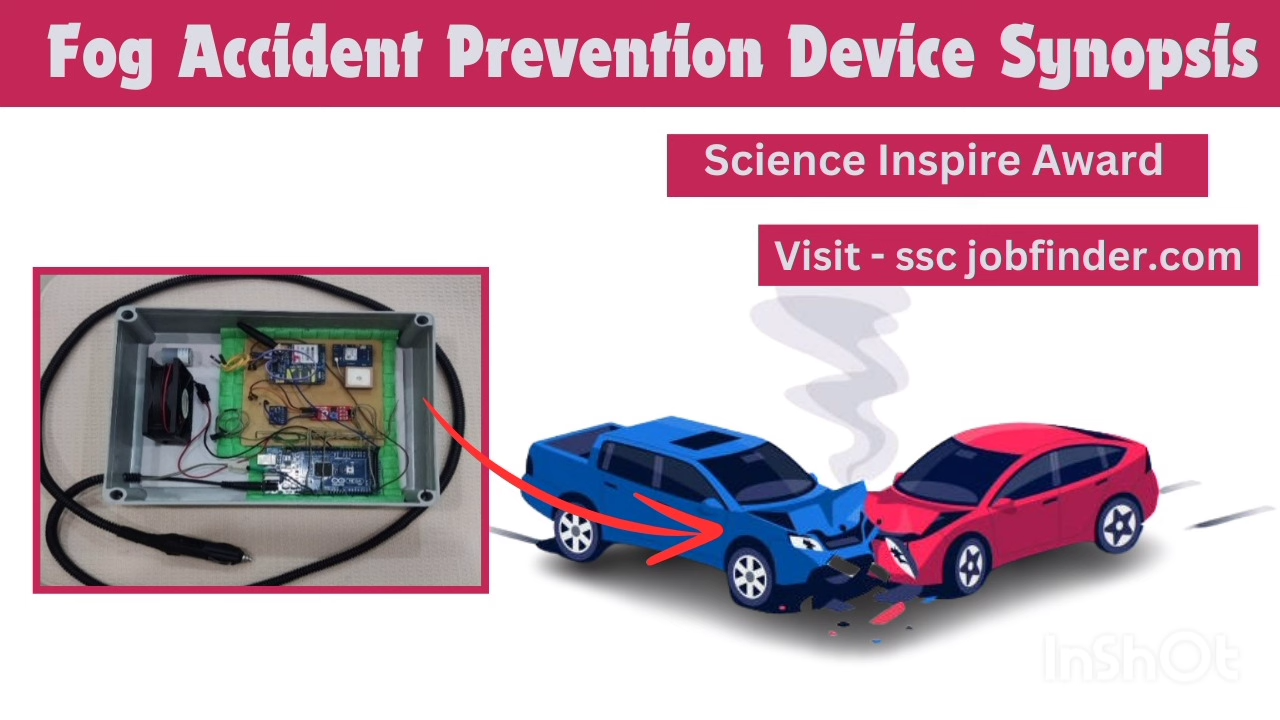 Fog Accident Prevention Device Synopsis
Science Inspire Award
Visit - ssc jobfinder.com
InShOt